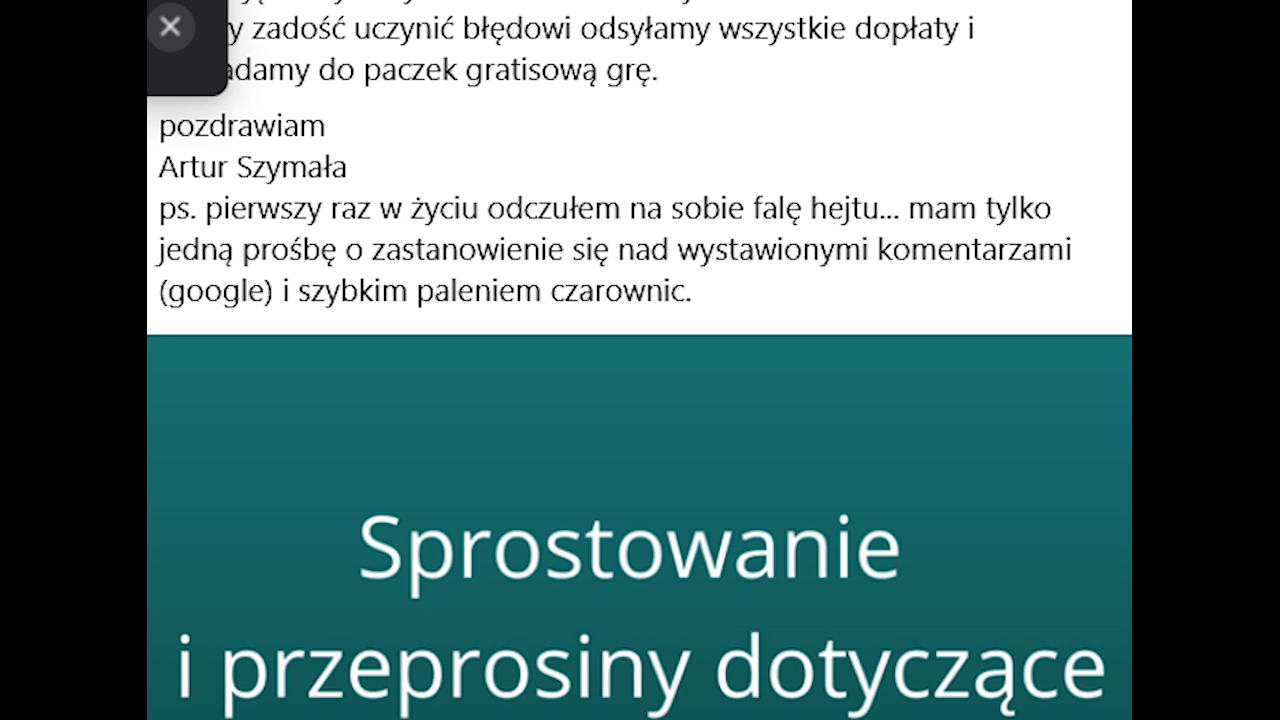 zadość uczynić błędowi odsyłamy wszystkie dopłaty i
do paczek gratisową grę.
pozdrawiam
Artur Szymała
ps. pierwszy raz w życiu odczułem na sobie falę hejtu... mam tylko
jedną prośbę o zastanowienie się nad wystawionymi komentarzami
(google) i szybkim paleniem czarownic.
Sprostowanie
i przeprosiny dotyczące